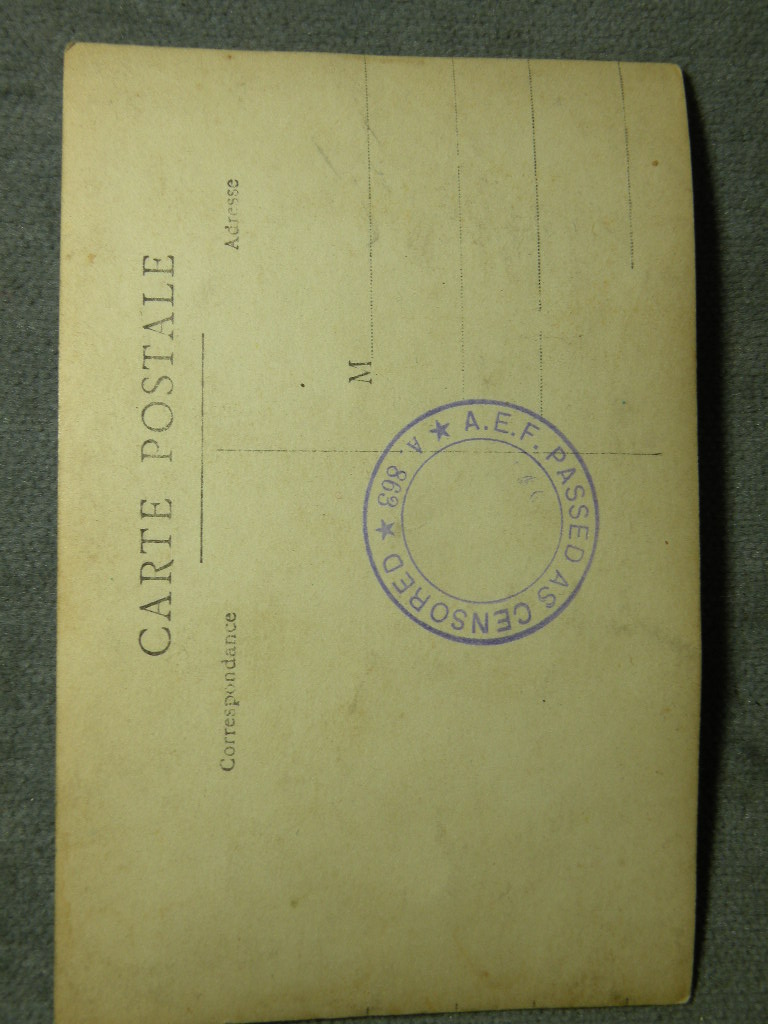 CARTE POSTALE
Correspondance
Adresse
M
A.E.F. PASSED AS CENSORED
A. 863